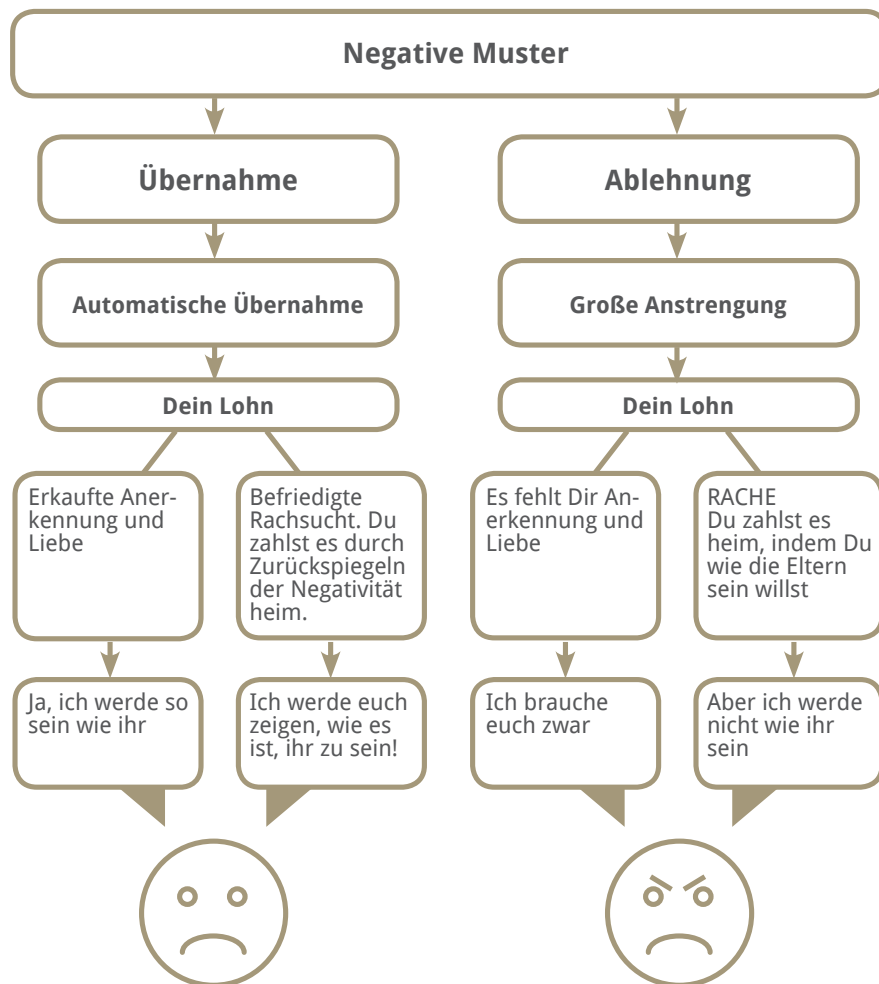 Negative Muster
Übernahme
Ablehnung
Automatische Übernahme
Große Anstrengung
Dein Lohn
Dein Lohn
Erkaufte Aner-
kennung und
Liebe
Befriedigte
Rachsucht. Du
zahlst es durch
Zurückspiegeln
der Negativität
heim.
Es fehlt Dir An-
erkennung und
Liebe
RACHE
Du zahlst es
heim, indem Du
wie die Eltern
sein willst
Ja, ich werde so
sein wie ihr
Ich werde euch
zeigen, wie es
ist, ihr zu sein!
Ich brauche
euch zwar
Aber ich werde
nicht wie ihr
sein